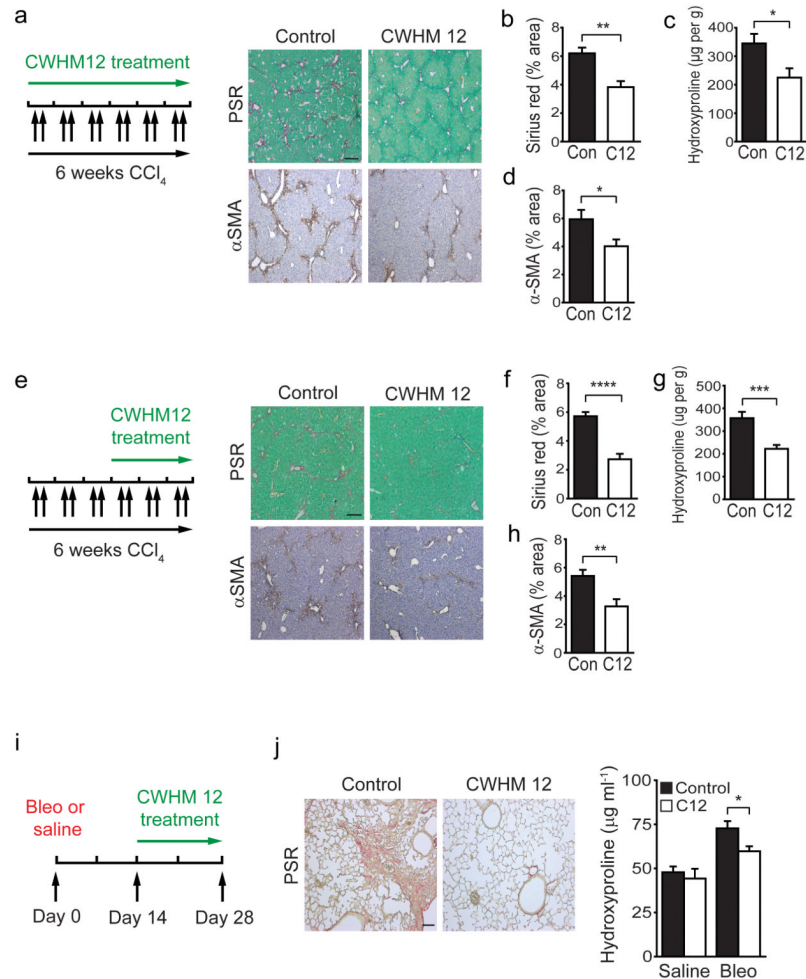 a
CWHM12 treatment
6 weeks CCl4
Control
CWHM 12
PSR
αSMA
b
Sirius red (% area)
8
6
4
2
0
**
Con
C12
c
Hydroxyproline (μg per g)
400
300
200
100
0
*
Con
C12
d
α-SMA (% area)
8
6
4
2
0
*
Con
C12
e
CWHM12
treatment
6 weeks CCl4
Control
CWHM 12
PSR
αSMA
f
Sirius red (% area)
8
6
4
2
0
****
Con
C12
g
Hydroxyproline (ug per g)
500
400
300
200
100
0
***
Con
C12
h
α-SMA (% area)
8
6
4
2
0
**
Con
C12
i
Bleo or
saline
CWHM 12
treatment
Day 0
Day 14
Day 28
j
Control
CWHM 12
PSR
Hydroxyproline (μg ml-1)
100
75
50
25
0
Control
C12
*
Saline
Bleo